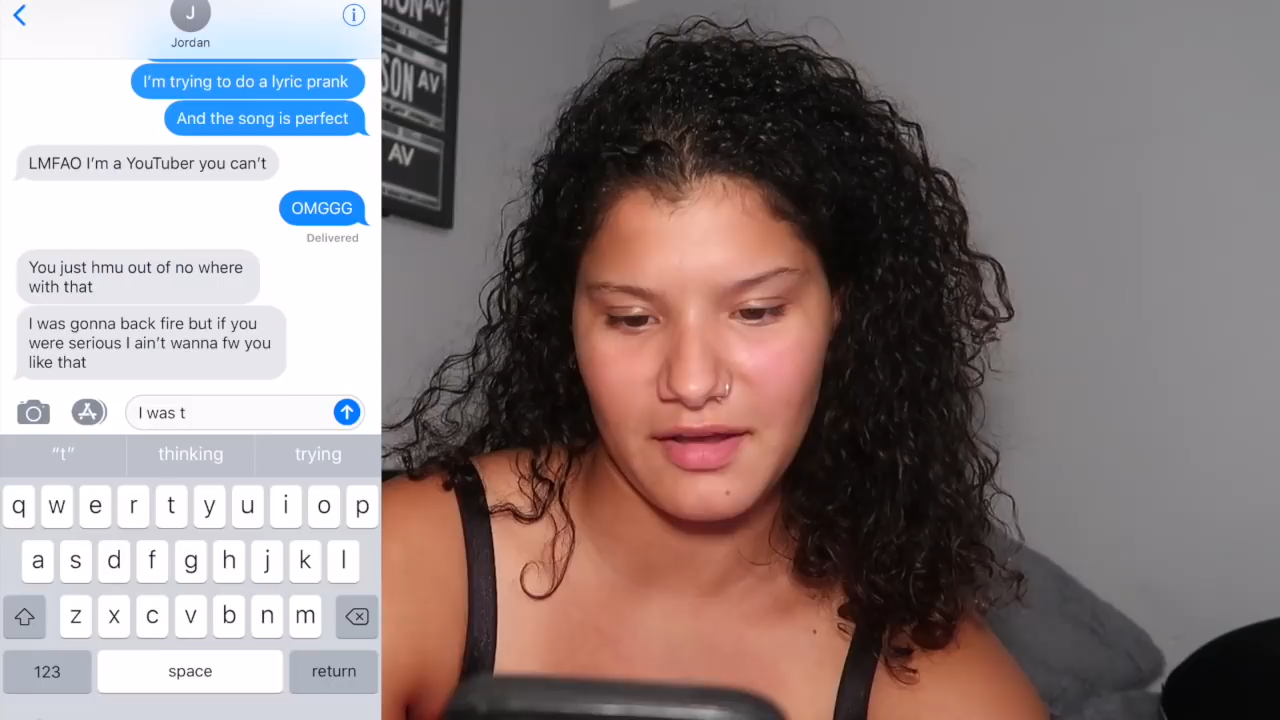 J
Jordan
I’m trying to do a lyric prank
And the song is perfect
LMFAO I’m a YouTuber you can’t
OMGGG
Delivered
You just hmu out of no where
with that
I was gonna back fire but if you
were serious I ain’t wanna fw you
like that
I was t
“t” thinking trying
q w e r t y u i o p
a s d f g h j k l
z x c v b n m
123 space return
AV
SON AV
AV